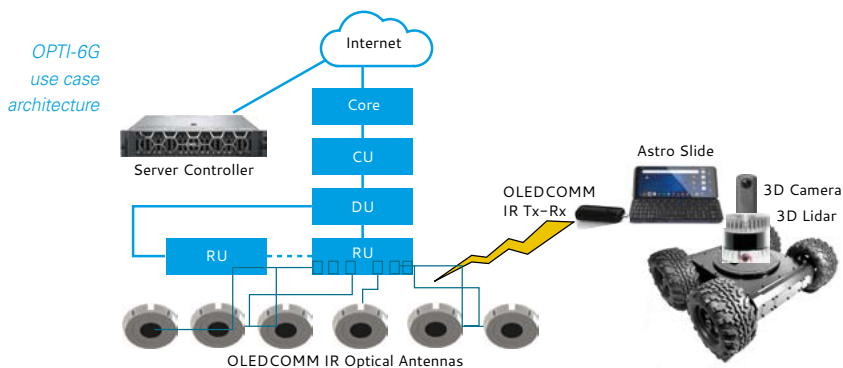 OPTI-6G
use case
architecture
Internet
Core
Server Controller
CU
Astro Slide
OLEDCOMM
IR Tx-Rx
3D Camera
3D Lidar
DU
RU
RU
OLEDCOMM IR Optical Antennas